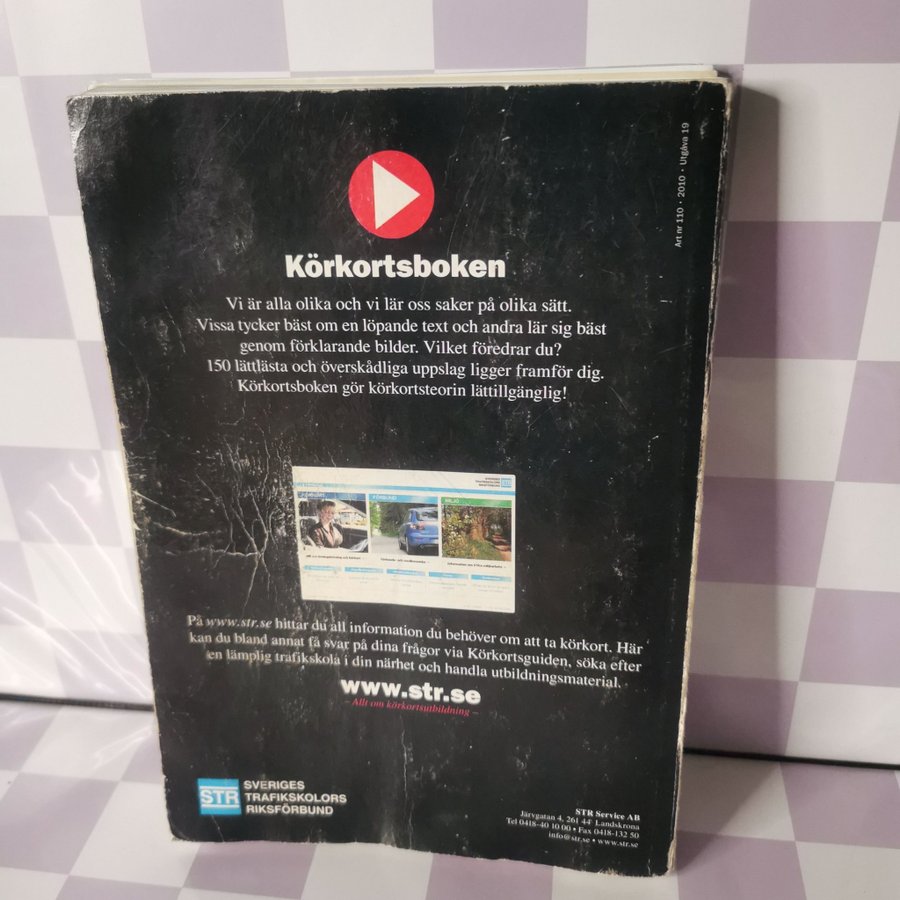 Art nr 110 • 2010 • Utgåva 19
Körkortsboken
Vi är alla olika och vi lär oss saker på olika sätt.
Vissa tycker bäst om en löpande text och andra lär sig bäst
genom förklarande bilder. Vilket föredrar du?
150 lättlästa och överskådliga uppslag ligger framför dig.
Körkortsboken gör körkortsteorin lättillgänglig!
SVERIGES
TRAFIKSKOLORS
RIKSFÖRBUND
FÖRBUND
MILJÖ
På www.str.se hittar du all information du behöver om att ta körkort. Här
kan du bland annat få svar på dina frågor via Körkortsguiden, söka efter
en lämplig trafikskola i din närhet och handla utbildningsmaterial.
www.str.se
– Allt om körkortsutbildning –
STR
SVERIGES
TRAFIKSKOLORS
RIKSFÖRBUND
STR Service AB
Järvgatan 4, 261 44 Landskrona
Tel 0418-40 10 00 • Fax 0418-132 50
info@str.se • www.str.se